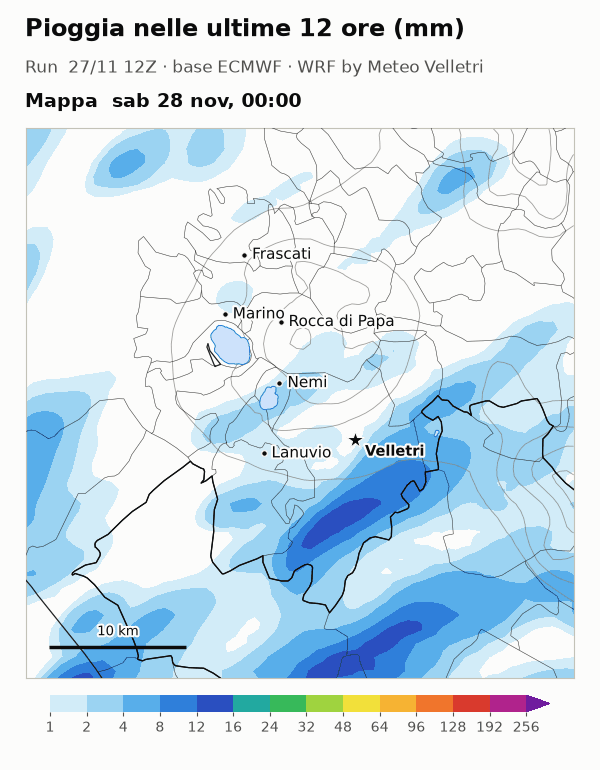 Pioggia nelle ultime 12 ore (mm)
Run  27/11 12Z · base ECMWF · WRF by Meteo Velletri
Mappa  sab 28 nov, 00:00
Frascati
Marino
Rocca di Papa
Nemi
Velletri
Lanuvio
10 km
1 2 4 8 12 16 24 32 48 64 96 128 192 256